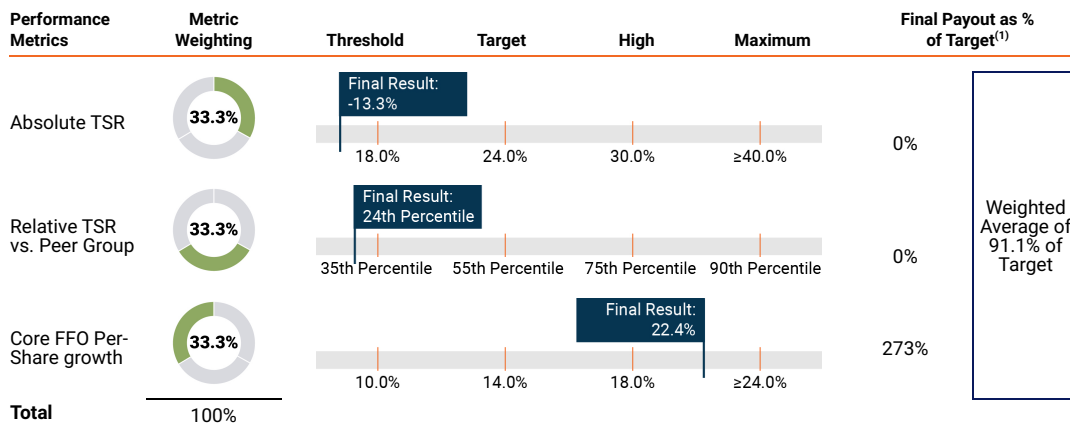 Performance
Metrics
Metric
Weighting
Threshold
Target
High
Maximum
Final Payout as %
of Target(1)
Absolute TSR
33.3%
Final Result:
-13.3%
18.0%
24.0%
30.0%
≥40.0%
0%
Relative TSR
vs. Peer Group
33.3%
Final Result:
24th Percentile
35th Percentile
55th Percentile
75th Percentile
90th Percentile
0%
Weighted
Average of
91.1% of
Target
Core FFO Per-
Share growth
33.3%
Final Result:
22.4%
10.0%
14.0%
18.0%
≥24.0%
273%
Total
100%